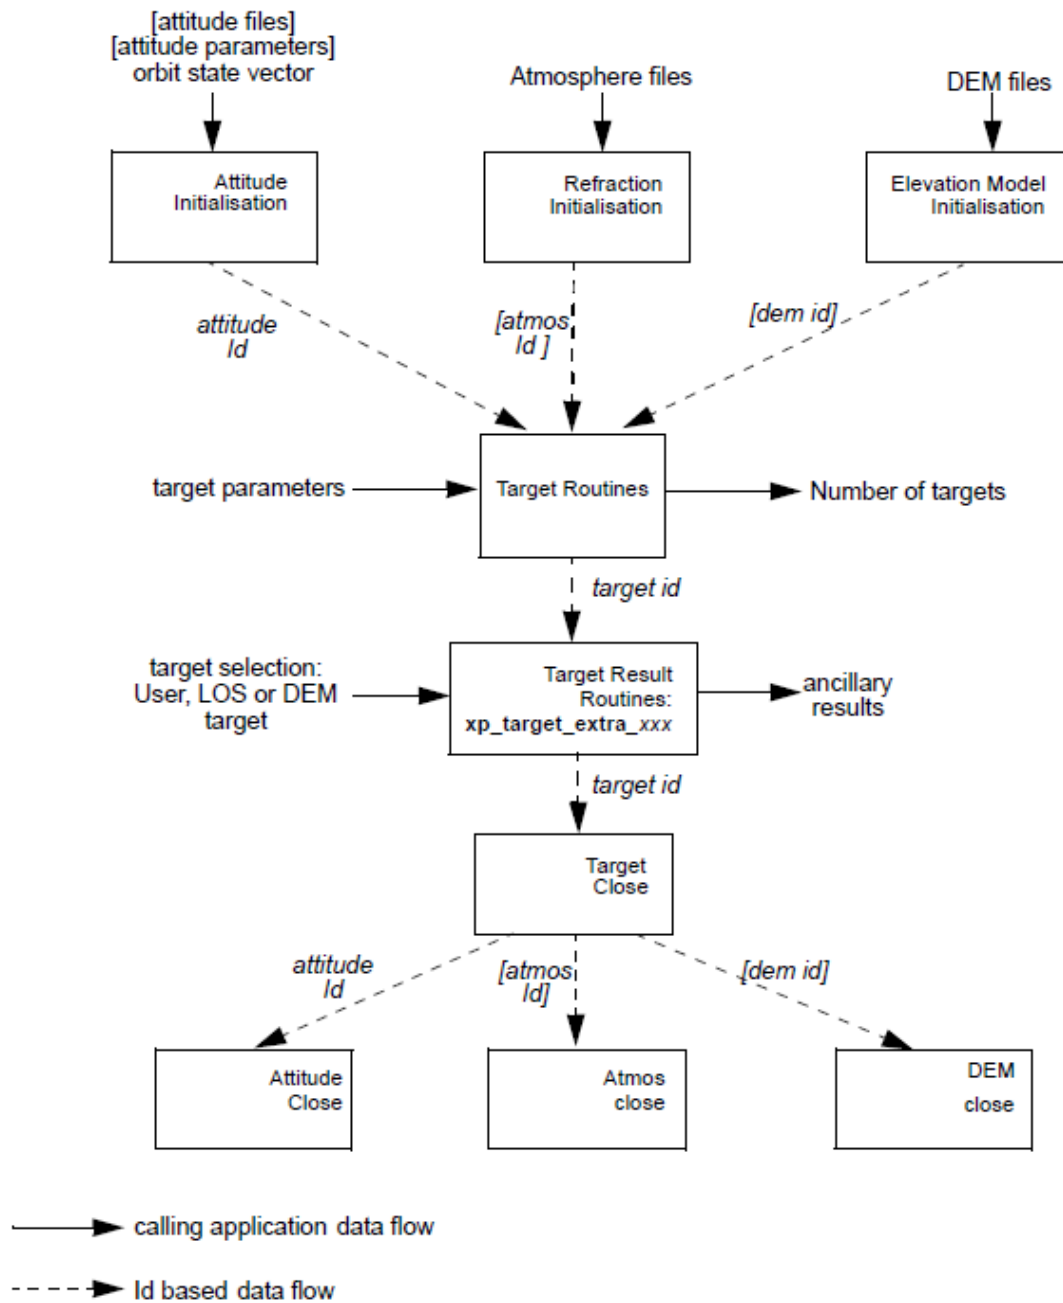 [attitude files]
[attitude parameters]
orbit state vector
Atmosphere files
DEM files
Attitude
Initialisation
Refraction
Initialisation
Elevation Model
Initialisation
attitude
Id
[atmos
Id ]
[dem id]
target parameters
Target Routines
Number of targets
target id
target selection:
User, LOS or DEM
target
Target Result
Routines:
xp_target_extra_xxx
ancillary
results
target id
Target
Close
attitude
Id
[atmos
Id]
[dem id]
Attitude
Close
Atmos
close
DEM
close
calling application data flow
Id based data flow